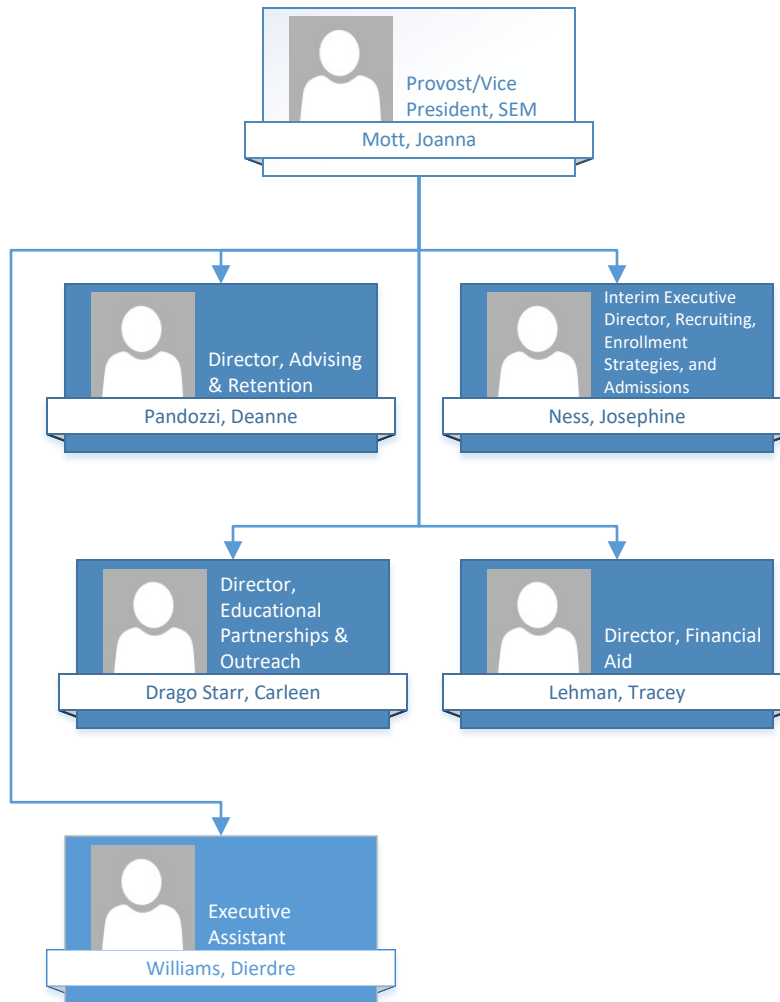 Provost/Vice
President, SEM
Mott, Joanna
Director, Advising
& Retention
Pandozzi, Deanne
Interim Executive
Director, Recruiting,
Enrollment
Strategies, and
Admissions
Ness, Josephine
Director,
Educational
Partnerships &
Outreach
Drago Starr, Carleen
Director, Financial
Aid
Lehman, Tracey
Executive
Assistant
Williams, Dierdre